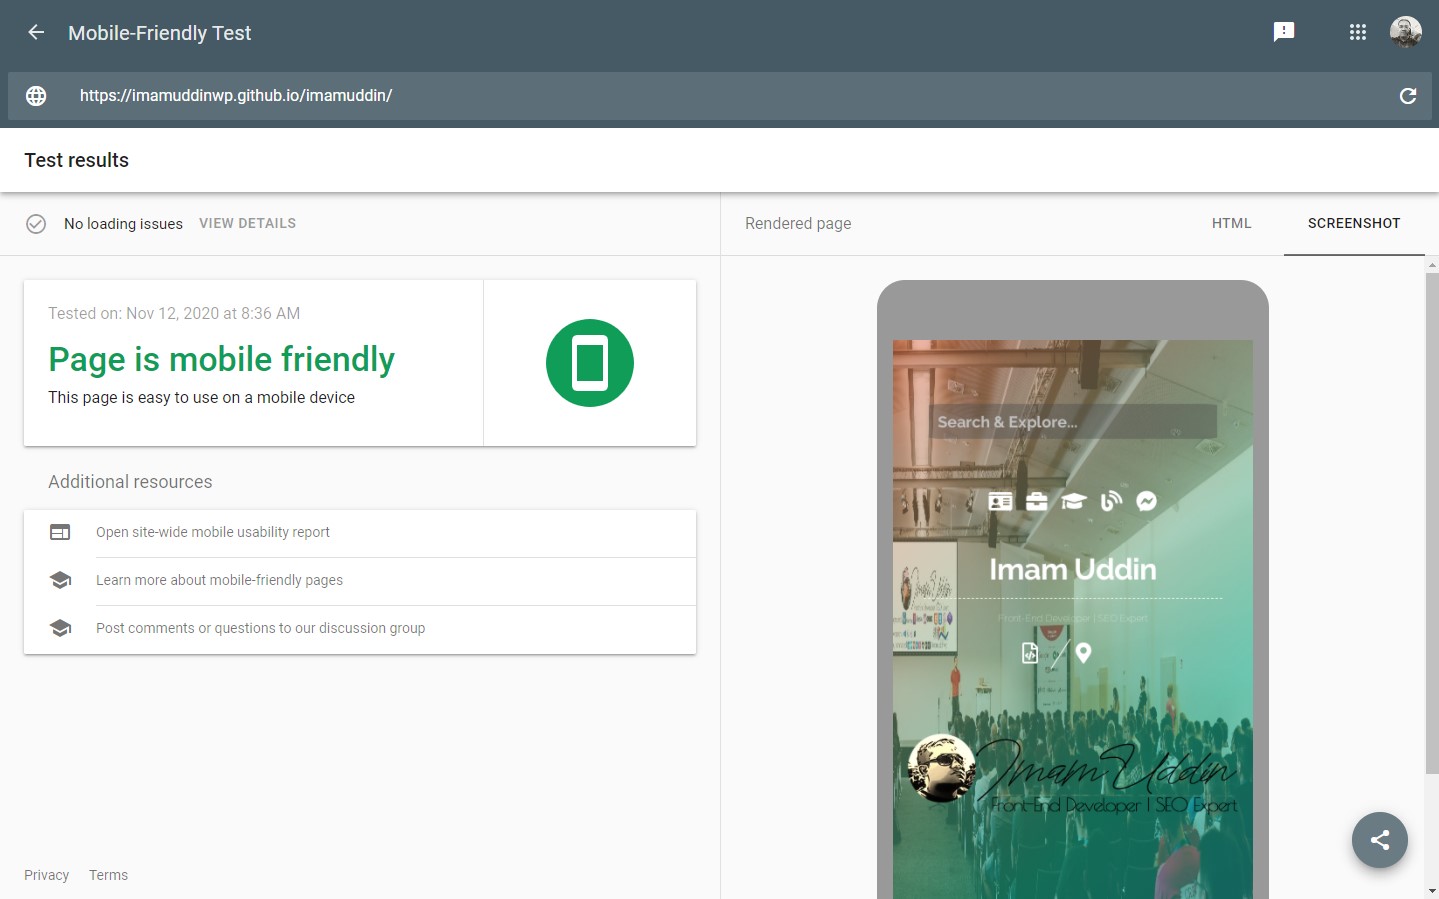 Mobile-Friendly Test
https://imamuddinwp.github.io/imamuddin/
Test results
No loading issues VIEW DETAILS
Rendered page HTML SCREENSHOT
Tested on: Nov 12, 2020 at 8:36 AM
Page is mobile friendly
This page is easy to use on a mobile device
Additional resources
Open site-wide mobile usability report
Learn more about mobile-friendly pages
Post comments or questions to our discussion group
Privacy Terms
Search & Explore...
Imam Uddin
Front-End Developer | SEO Expert
Imam Uddin
Front-End Developer | SEO Expert